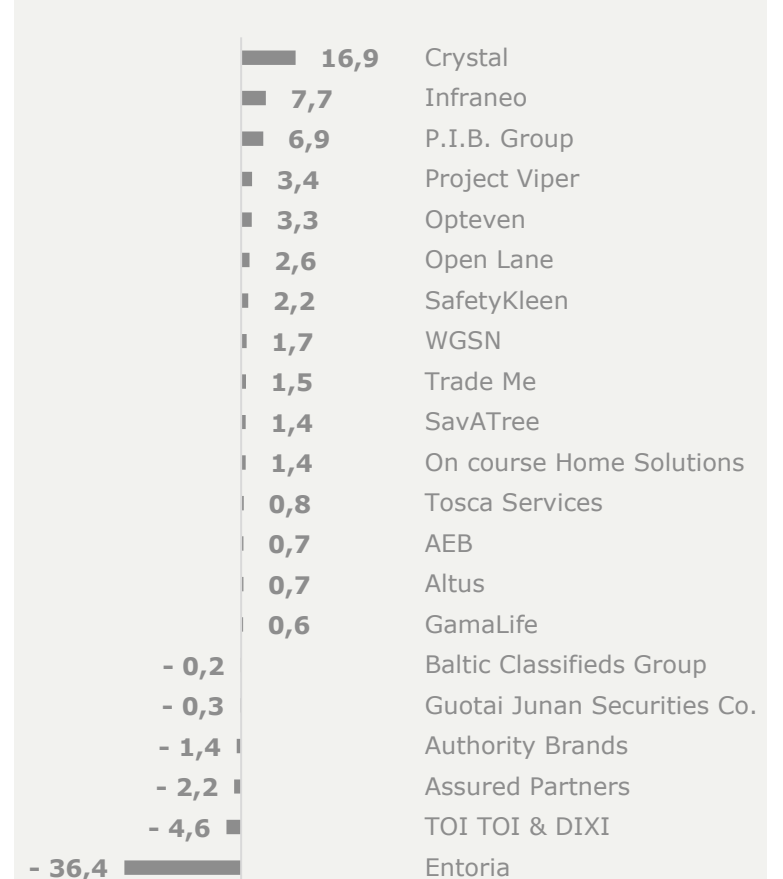 16,9 Crystal
7,7 Infraneo
6,9 P.I.B. Group
3,4 Project Viper
3,3 Opteven
2,6 Open Lane
2,2 SafetyKleen
1,7 WGSN
1,5 Trade Me
1,4 SavATree
1,4 On course Home Solutions
0,8 Tosca Services
0,7 AEB
0,7 Altus
0,6 GamaLife
- 0,2 Baltic Classifieds Group
- 0,3 Guotai Junan Securities Co.
- 1,4 Authority Brands
- 2,2 Assured Partners
- 4,6 TOI TOI & DIXI
- 36,4 Entoria